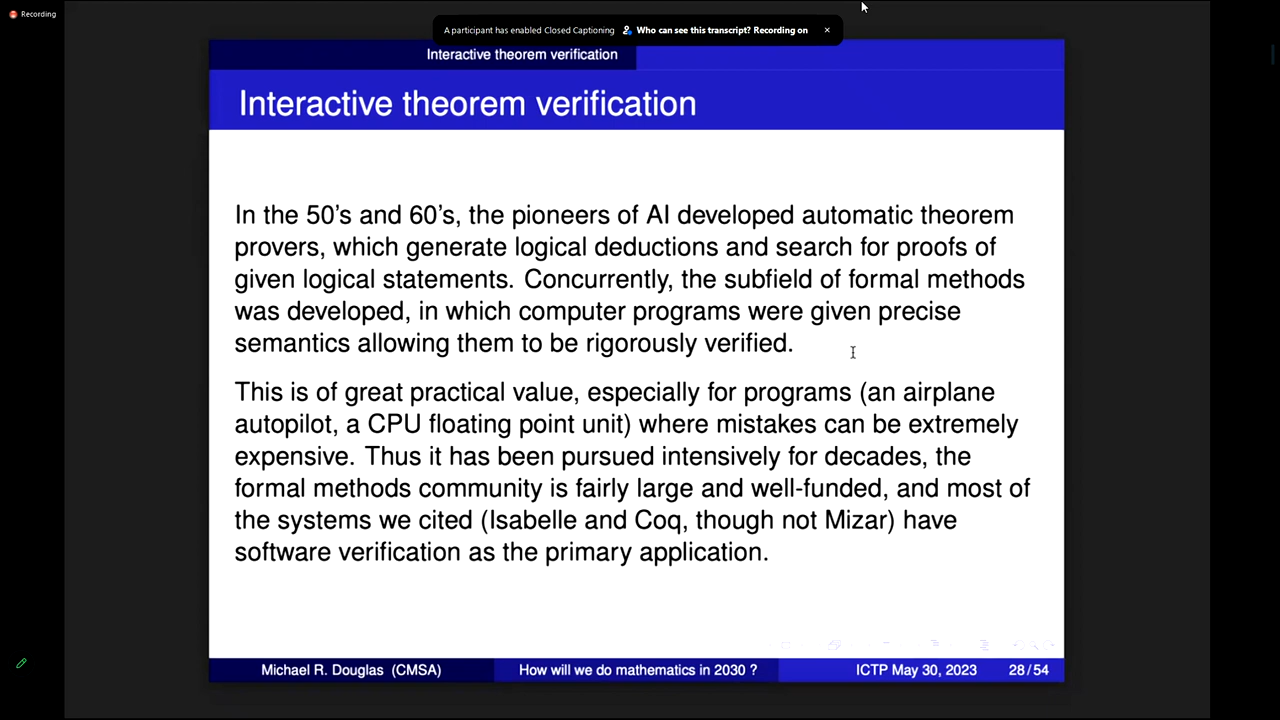 Recording
A participant has enabled Closed Captioning Who can see this transcript? Recording on ×
Interactive theorem verification
Interactive theorem verification
In the 50's and 60's, the pioneers of AI developed automatic theorem
provers, which generate logical deductions and search for proofs of
given logical statements. Concurrently, the subfield of formal methods
was developed, in which computer programs were given precise
semantics allowing them to be rigorously verified.
This is of great practical value, especially for programs (an airplane
autopilot, a CPU floating point unit) where mistakes can be extremely
expensive. Thus it has been pursued intensively for decades, the
formal methods community is fairly large and well-funded, and most of
the systems we cited (Isabelle and Coq, though not Mizar) have
software verification as the primary application.
Michael R. Douglas (CMSA) How will we do mathematics in 2030 ? ICTP May 30, 2023 28 / 54